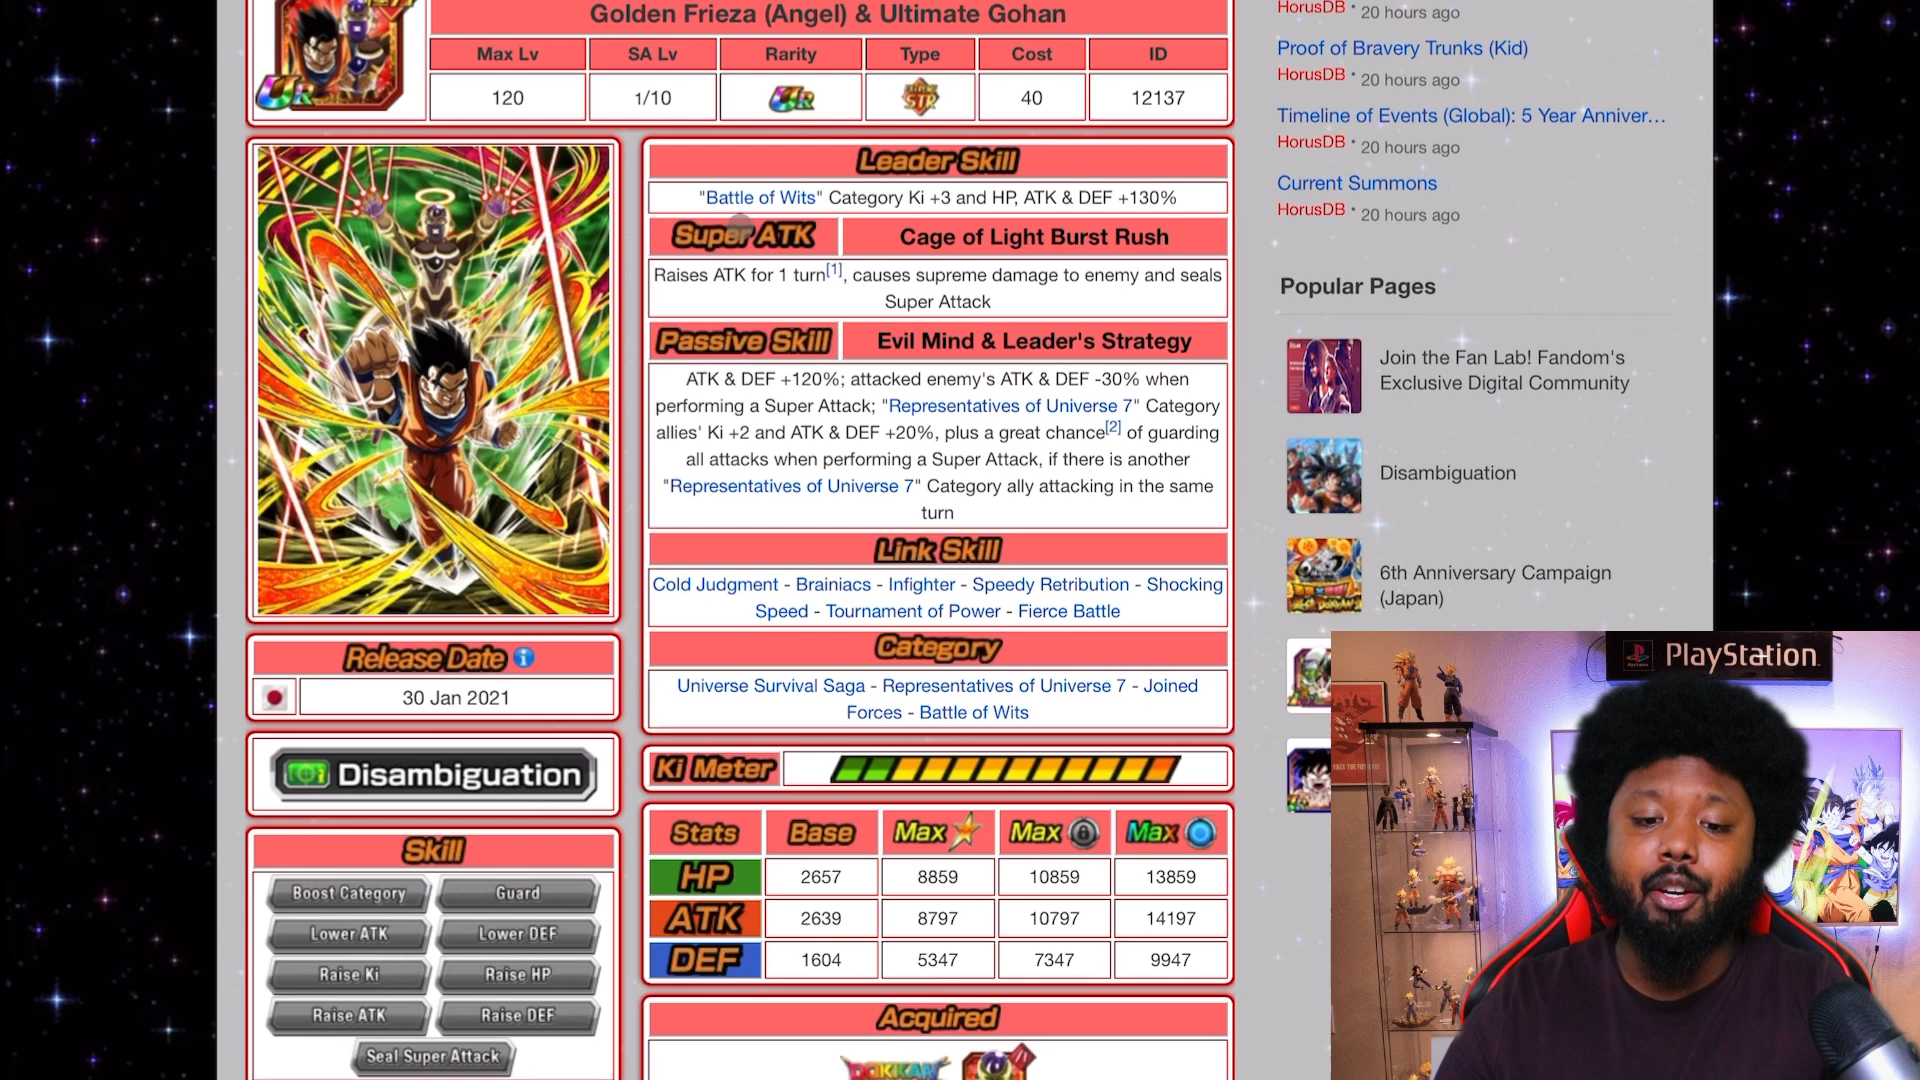 Golden Frieza (Angel) & Ultimate Gohan
Max Lv SA Lv Rarity Type Cost ID
120 1/10 UR STR 40 12137
UR
Leader Skill
"Battle of Wits" Category Ki +3 and HP, ATK & DEF +130%
Super ATK Cage of Light Burst Rush
Raises ATK for 1 turn[1], causes supreme damage to enemy and seals
Super Attack
Passive Skill Evil Mind & Leader's Strategy
ATK & DEF +120%; attacked enemy's ATK & DEF -30% when
performing a Super Attack; "Representatives of Universe 7" Category
allies' Ki +2 and ATK & DEF +20%, plus a great chance[2] of guarding
all attacks when performing a Super Attack, if there is another
"Representatives of Universe 7" Category ally attacking in the same
turn
Link Skill
Cold Judgment - Brainiacs - Infighter - Speedy Retribution - Shocking
Speed - Tournament of Power - Fierce Battle
Category
Universe Survival Saga - Representatives of Universe 7 - Joined
Forces - Battle of Wits
Ki Meter
Stats Base Max Max Max
HP 2657 8859 10859 13859
ATK 2639 8797 10797 14197
DEF 1604 5347 7347 9947
Acquired
DOKKAN
Release Date
30 Jan 2021
Disambiguation
Skill
Boost Category Guard
Lower ATK Lower DEF
Raise Ki Raise HP
Raise ATK Raise DEF
Seal Super Attack
HorusDB • 20 hours ago
Proof of Bravery Trunks (Kid)
HorusDB • 20 hours ago
Timeline of Events (Global): 5 Year Anniver...
HorusDB • 20 hours ago
Current Summons
HorusDB • 20 hours ago
Popular Pages
Join the Fan Lab! Fandom's
Exclusive Digital Community
Disambiguation
6th Anniversary Campaign
(Japan)
PlayStation